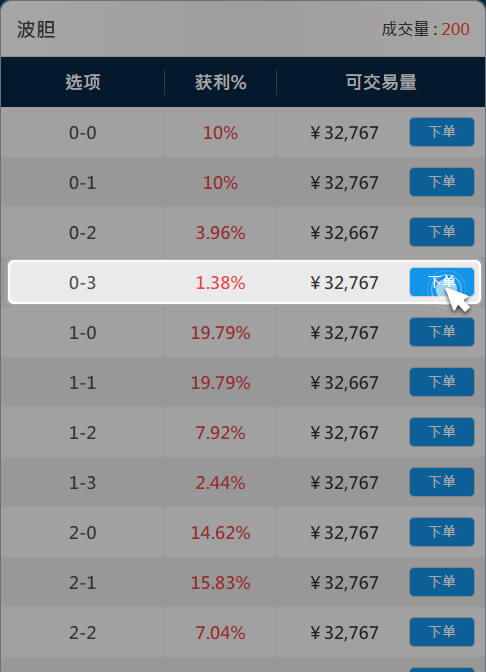 波胆 成交量 : 200
选项 获利% 可交易量
0-0 10% ¥ 32,767 下单
0-1 10% ¥ 32,767 下单
0-2 3.96% ¥ 32,667 下单
0-3 1.38% ¥ 32,767 下单
1-0 19.79% ¥ 32,767 下单
1-1 19.79% ¥ 32,667 下单
1-2 7.92% ¥ 32,767 下单
1-3 2.44% ¥ 32,767 下单
2-0 14.62% ¥ 32,767 下单
2-1 15.83% ¥ 32,767 下单
2-2 7.04% ¥ 32,767 下单